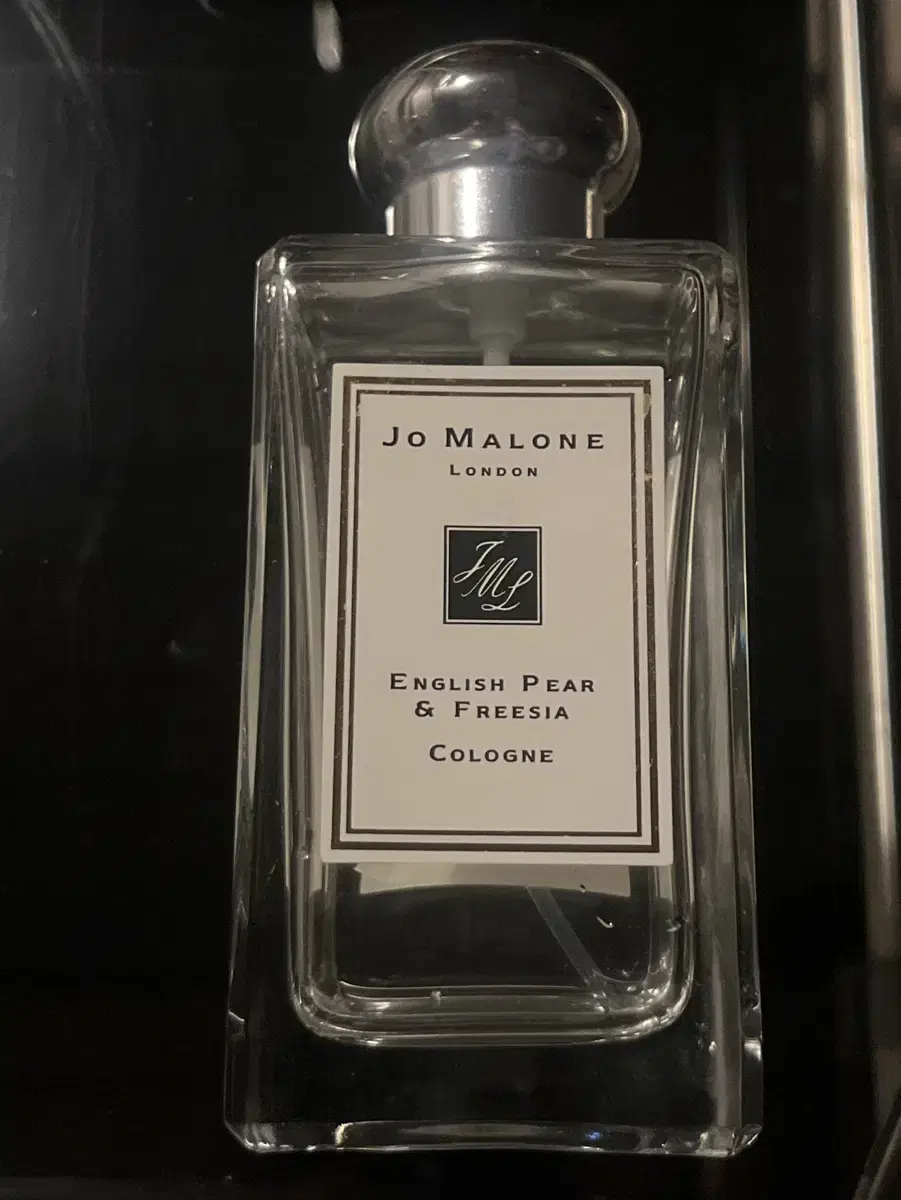 Jo Malone
London
JML
English Pear
& Freesia
Cologne